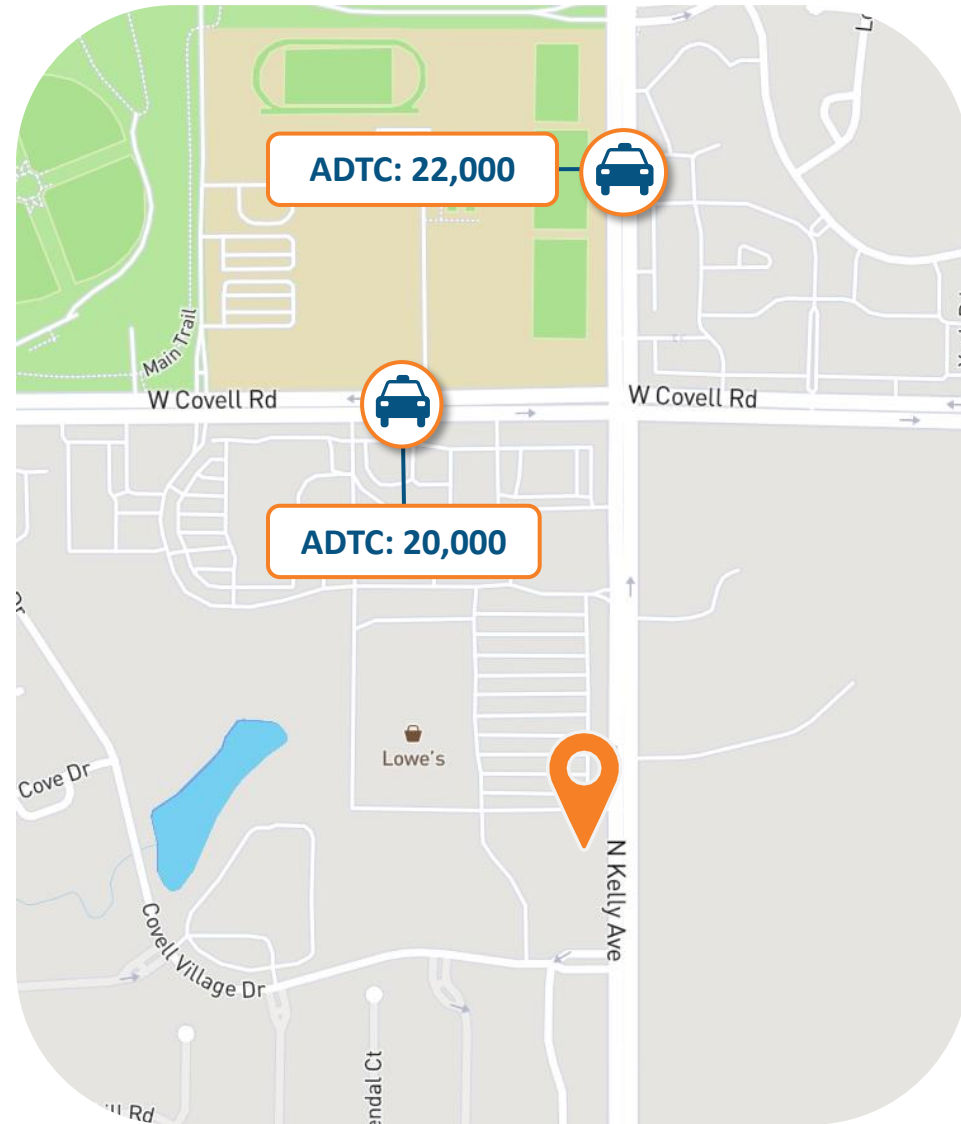 ADTC: 22,000
Main Trail
W Covell Rd
W Covell Rd
ADTC: 20,000
Lowe's
Cove Dr
N Kelly Ave
Covell Village Dr
endal Ct
Rd